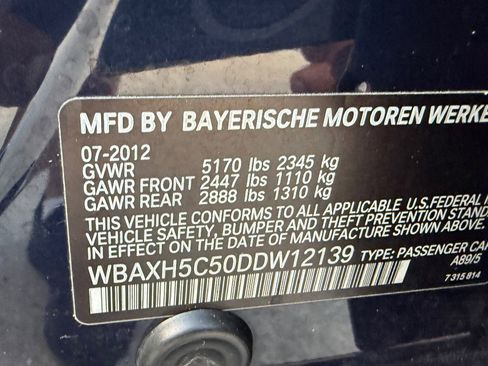 MFD BY BAYERISCHE MOTOREN WERKE
07-2012
GVWR 5170 lbs 2345 kg
GAWR FRONT 2447 lbs 1110 kg
GAWR REAR 2888 lbs 1310 kg
THIS VEHICLE CONFORMS TO ALL APPLICABLE U.S. FEDERAL
SAFETY, BUMPER, AND THEFT PREVENTION STANDA
IN EFFECT ON THE DATE OF MANUFACTURE SHOWN ABOVE.
WBAXH5C50DDW12139 TYPE: PASSENGER CAR
A89/5
7 315 814